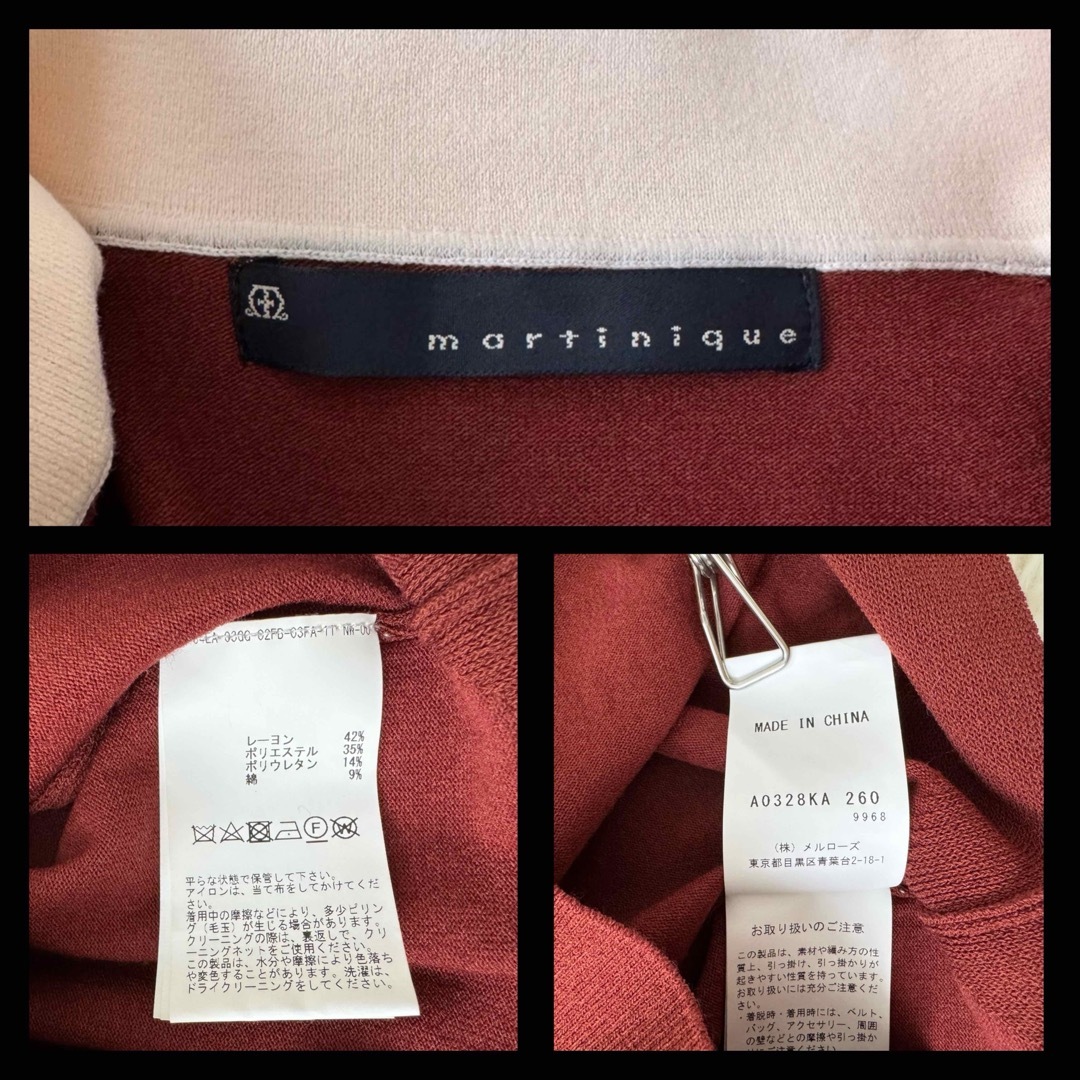 martinique
レーヨン 42%
ポリエステル 35%
ポリウレタン 14%
綿 9%
平らな状態で保管して下さい。
アイロンは、当て布をしてかけてくだ
さい。
着用中の摩擦などにより、多少ピリン
グ(毛玉)が生じる場合があります。
クリーニングの際は、裏返しで、クリ
ーニングネットをご使用ください。
この製品は、水分や摩擦により色落ち
や変色することがあります。洗濯は、
ドライクリーニングをしてください。
MADE IN CHINA
A0328KA 260
9968
(株) メルローズ
東京都目黒区青葉台2-18-1
お取り扱いのご注意
この製品は、素材や編み方の性
質上、引っ掛け、引っ掛かりが
起きやすい性質を持っています。
お取り扱いには充分ご注意くだ
さい。
・着脱時・着用時には、ベルト、
バッグ、アクセサリー、周囲
の壁などとの摩擦や引っ掛か
りにご注意ください